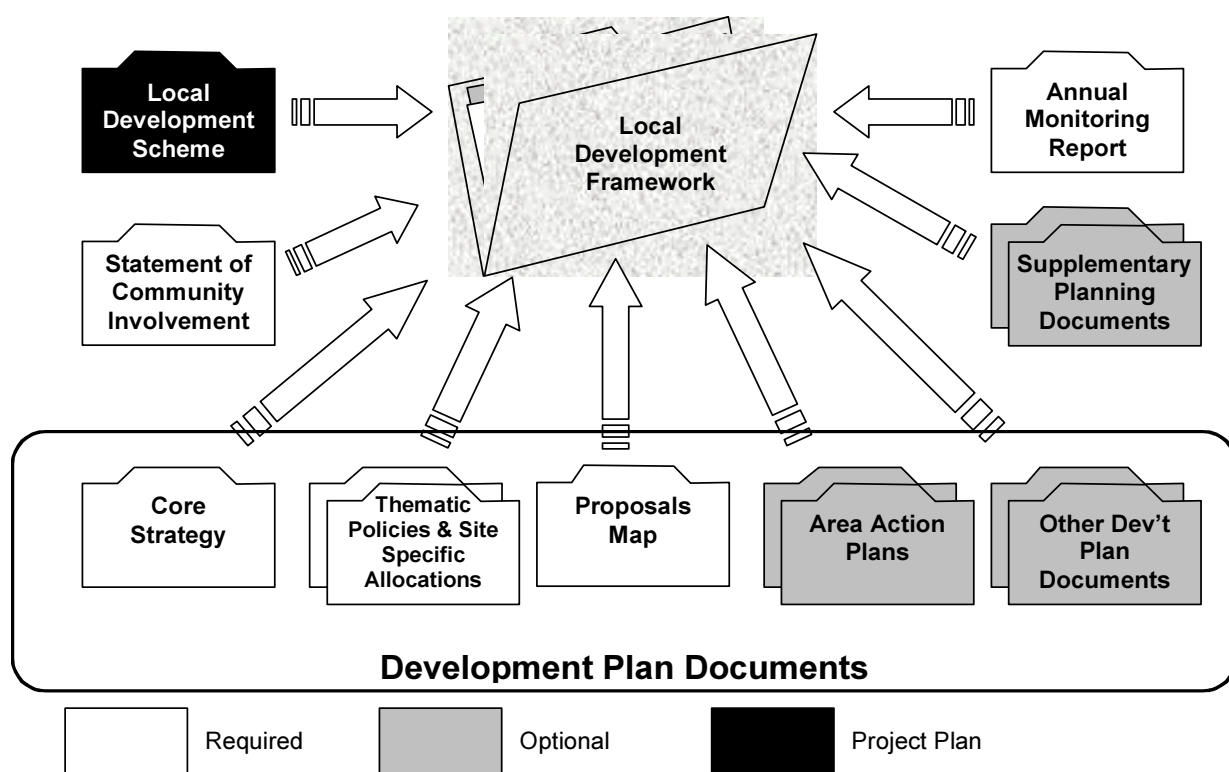 Local
Development
Scheme
Local
Development
Framework
Annual
Monitoring
Report
Statement of
Community
Involvement
Supplementary
Planning
Documents
Core
Strategy
Thematic
Policies & Site
Specific
Allocations
Proposals
Map
Area Action
Plans
Other Dev't
Plan
Documents
Development Plan Documents
Required
Optional
Project Plan